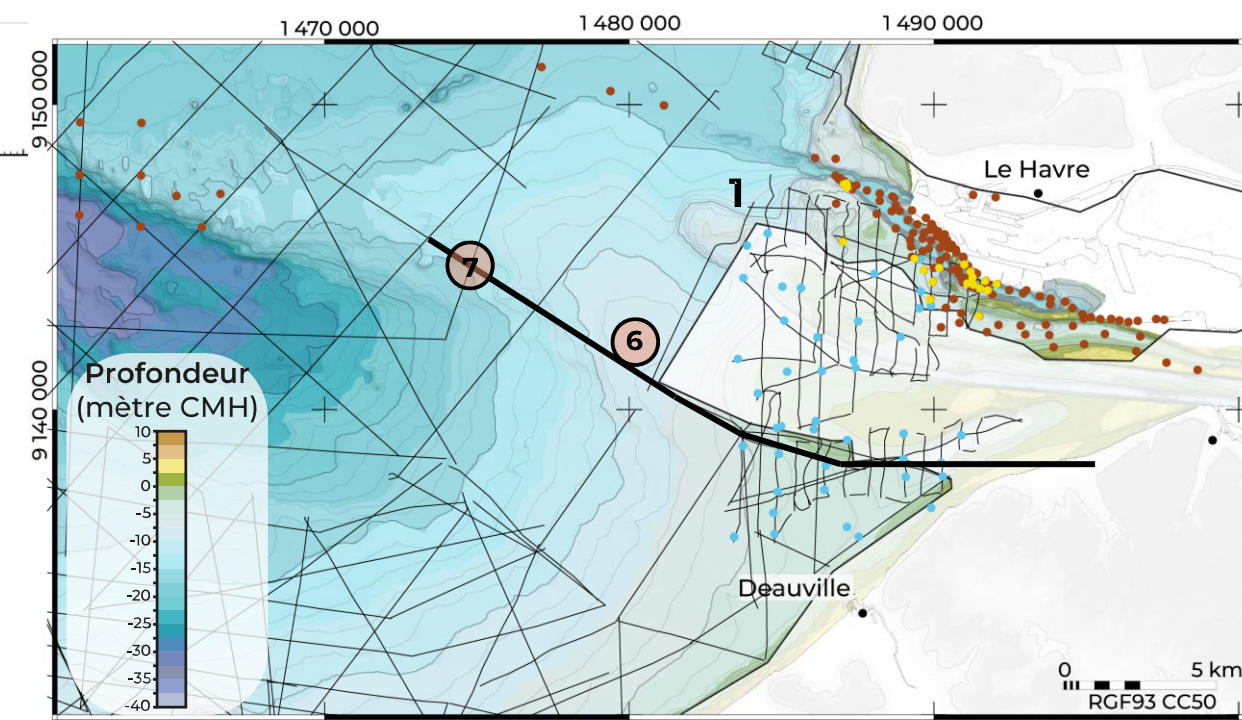 1 470 000
1 480 000
1 490 000
9 150 000
Le Havre
1
7
6
9 140 000
Profondeur
(mètre CMH)
10
5
0
-5
-10
-15
-20
-25
-30
-35
-40
Deauville
0
5 km
RGF93 CC50